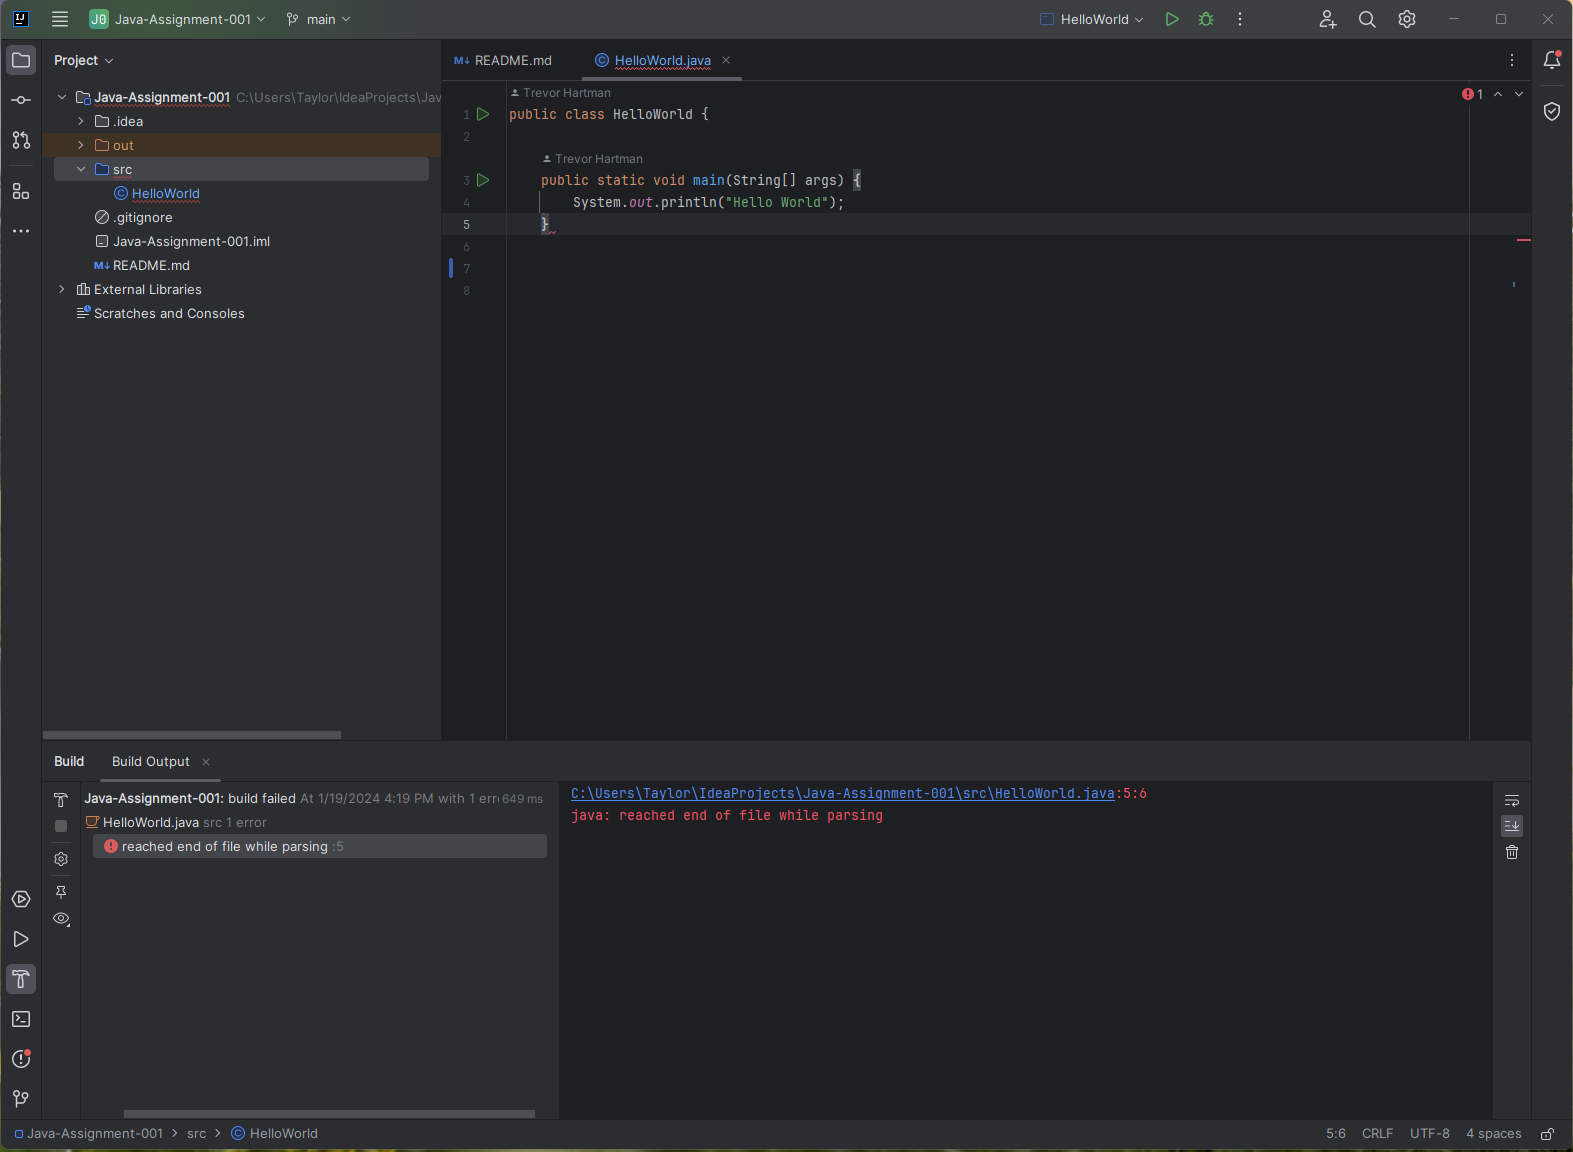 J0 Java-Assignment-001 main HelloWorld
Project
Java-Assignment-001 C:\Users\Taylor\IdeaProjects\Jav
.idea
out
src
HelloWorld
.gitignore
Java-Assignment-001.iml
M↓ README.md
External Libraries
Scratches and Consoles
M↓ README.md HelloWorld.java
Trevor Hartman
1 public class HelloWorld {
2
Trevor Hartman
3 public static void main(String[] args) {
4 System.out.println("Hello World");
5 }
6
7
8
1
Build Build Output
Java-Assignment-001: build failed At 1/19/2024 4:19 PM with 1 err 649 ms
HelloWorld.java src 1 error
reached end of file while parsing :5
C:\Users\Taylor\IdeaProjects\Java-Assignment-001\src\HelloWorld.java:5:6
java: reached end of file while parsing
Java-Assignment-001 > src > HelloWorld
5:6 CRLF UTF-8 4 spaces